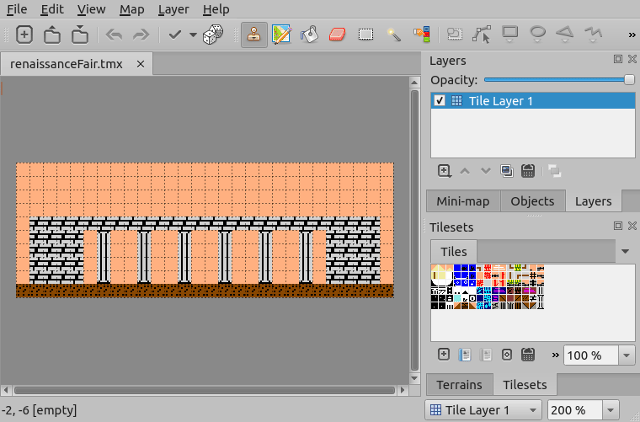 File Edit View Map Layer Help
renaissanceFair.tmx
Layers
Opacity:
Tile Layer 1
Mini-map Objects Layers
Tilesets
Tiles
» 100 %
Terrains Tilesets
-2, -6 [empty] Tile Layer 1 200 %